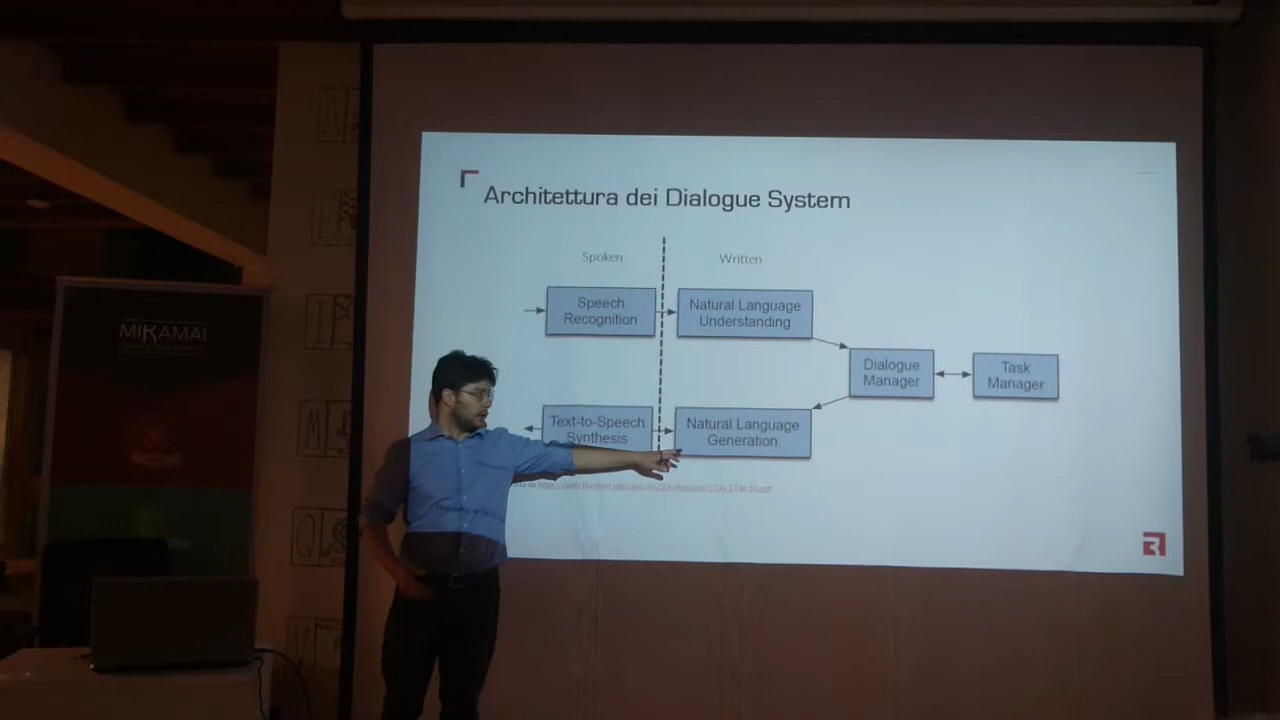 MIRAMAI
Architettura dei Dialogue System
Spoken
Written
Speech
Recognition
Natural Language
Understanding
Dialogue
Manager
Task
Manager
Text-to-Speech
Synthesis
Natural Language
Generation
I
M
Q